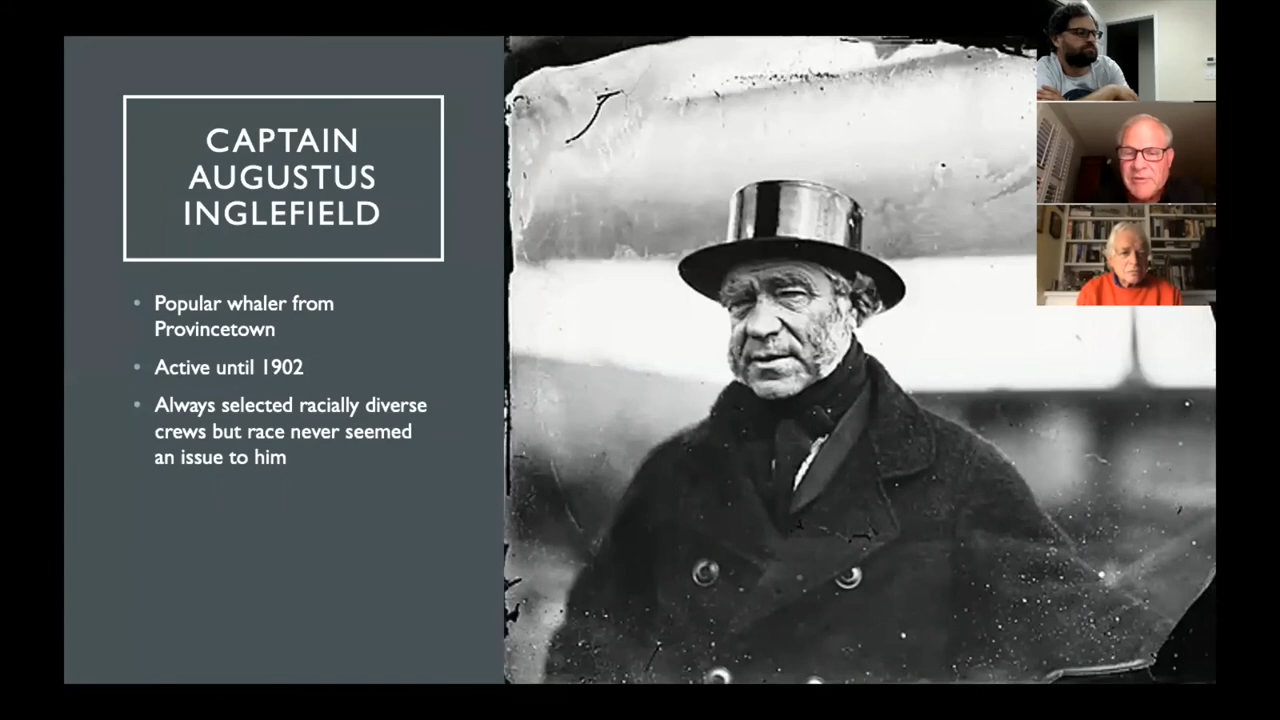 CAPTAIN
AUGUSTUS
INGLEFIELD
Popular whaler from
Provincetown
Active until 1902
Always selected racially diverse
crews but race never seemed
an issue to him